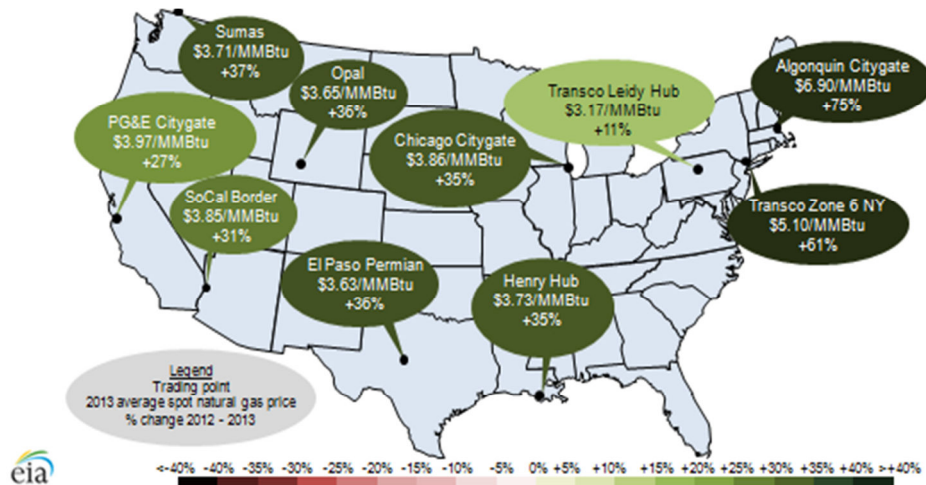 Sumas
$3.71/MMBtu
+37%
Opal
$3.65/MMBtu
+36%
Transco Leidy Hub
$3.17/MMBtu
+11%
Algonquin Citygate
$6.90/MMBtu
+75%
PG&E Citygate
$3.97/MMBtu
+27%
Chicago Citygate
$3.86/MMBtu
+35%
SoCal Border
$3.85/MMBtu
+31%
Transco Zone 6 NY
$5.10/MMBtu
+61%
El Paso Permian
$3.63/MMBtu
+36%
Henry Hub
$3.73/MMBtu
+35%
Legend
Trading point
2013 average spot natural gas price
% change 2012 - 2013
eia
<-40% -40% -35% -30% -25% -20% -15% -10% -5% 0% +5% +10% +15% +20% +25% +30% +35% +40% >+40%